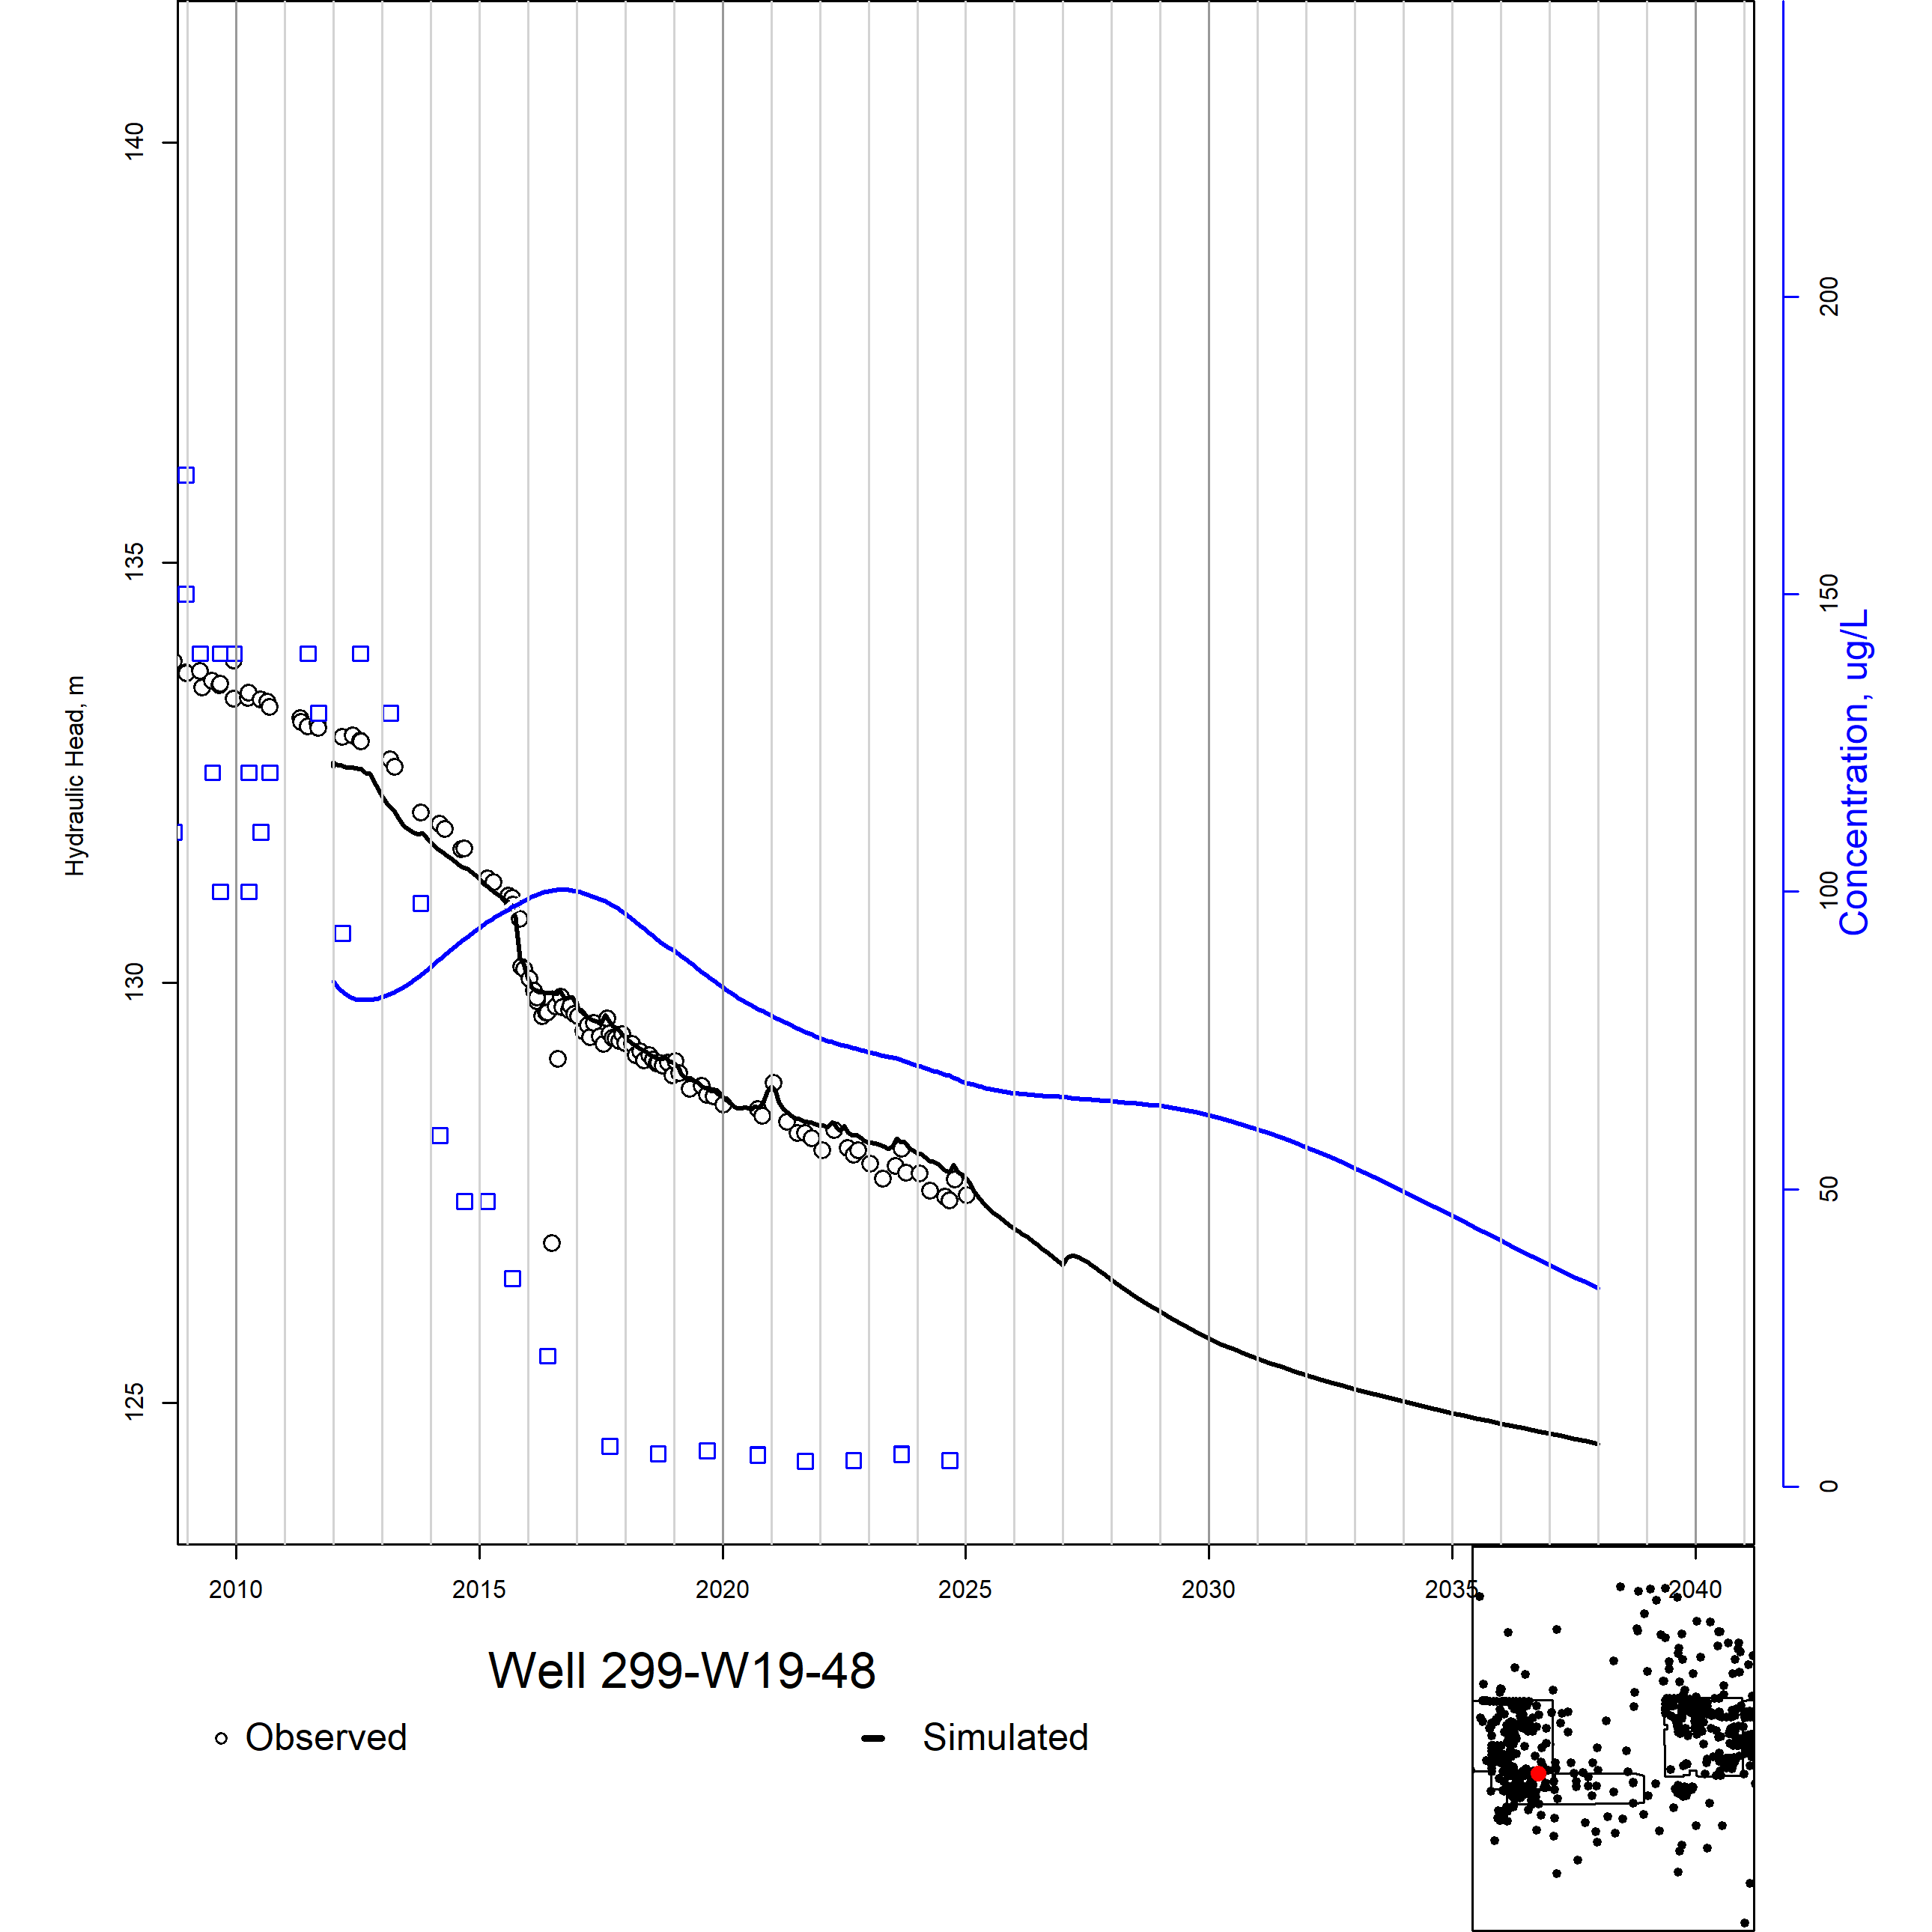 140
135
130
125
Hydraulic Head, m
200
150
100
50
0
Concentration, ug/L
2010 2015 2020 2025 2030 2035 2040
Well 299-W19-48
Observed Simulated